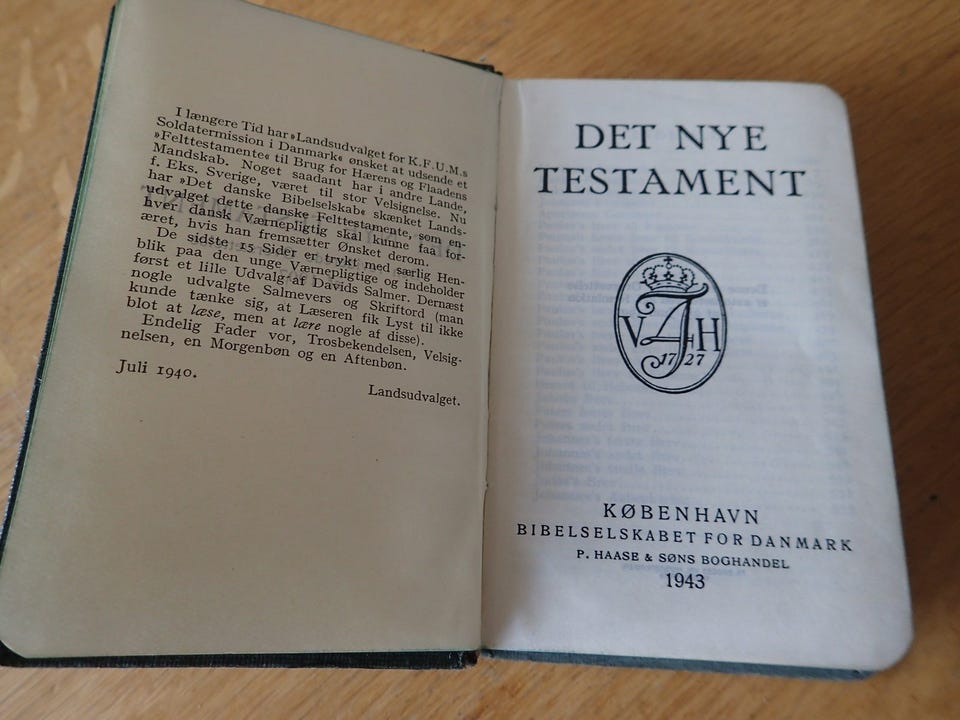 I længere Tid har »Landsudvalget for K.F.U.M.s
Soldatermission i Danmark« ønsket at udsende et
»Felttestamente« til Brug for Hærens og Flaadens
Mandskab. Noget saadant har i andre Lande,
f. Eks. Sverige, været til stor Velsignelse. Nu
har »Det danske Bibelselskab« skænket Lands-
udvalget dette danske Felttestamente, som en-
hver dansk Værnepligtig skal kunne faa for-
æret, hvis han fremsætter Ønsket derom.
De sidste 15 Sider er trykt med særlig Hen-
blik paa den unge Værnepligtige og indeholder
først et lille Udvalg af Davids Salmer. Dernæst
nogle udvalgte Salmevers og Skriftord (man
kunde tænke sig, at Læseren fik Lyst til ikke
blot at læse, men at lære nogle af disse).
Endelig Fader vor, Trosbekendelsen, Velsig-
nelsen, en Morgenbøn og en Aftenbøn.
Juli 1940.
Landsudvalget.
DET NYE
TESTAMENT
V H
1727
KØBENHAVN
BIBELSELSKABET FOR DANMARK
P. HAASE & SØNS BOGHANDEL
1943